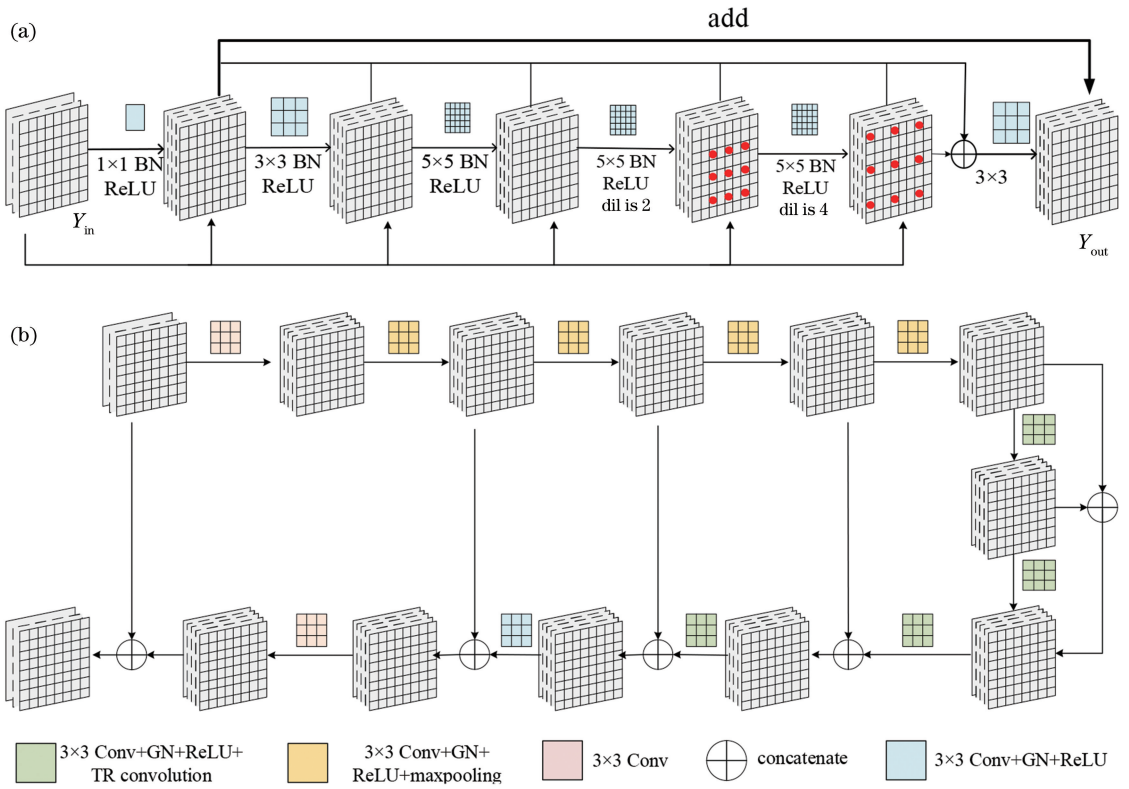 (a)
add
1×1 BN
ReLU
3×3 BN
ReLU
5×5 BN
ReLU
5×5 BN
ReLU
dil is 2
5×5 BN
ReLU
dil is 4
3×3
Yin
Yout
(b)
3×3 Conv+GN+ReLU+
TR convolution
3×3 Conv+GN+
ReLU+maxpooling
3×3 Conv
concatenate
3×3 Conv+GN+ReLU